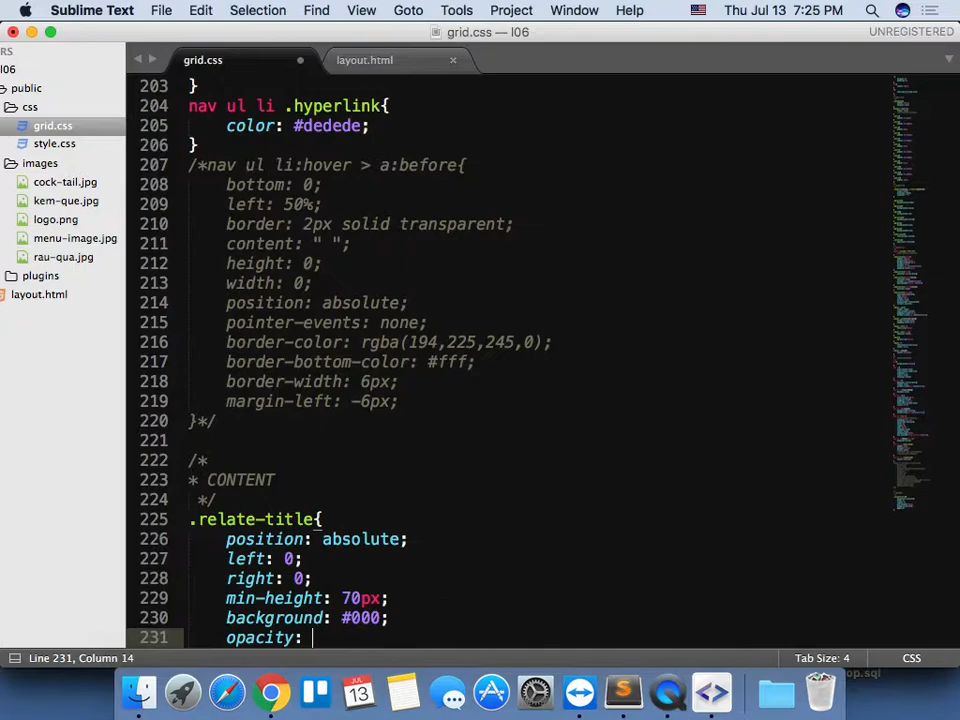 Sublime Text File Edit Selection Find View Goto Tools Project Window Help Thu Jul 13 7:25 PM
grid.css — l06
UNREGISTERED
RS
l06
public
css
grid.css
style.css
images
cock-tail.jpg
kem-que.jpg
logo.png
menu-image.jpg
rau-qua.jpg
plugins
layout.html
grid.css
layout.html
203 }
204 nav ul li .hyperlink{
205 color: #dedede;
206 }
207 /*nav ul li:hover > a:before{
208 bottom: 0;
209 left: 50%;
210 border: 2px solid transparent;
211 content: " ";
212 height: 0;
213 width: 0;
214 position: absolute;
215 pointer-events: none;
216 border-color: rgba(194,225,245,0);
217 border-bottom-color: #fff;
218 border-width: 6px;
219 margin-left: -6px;
220 }*/
221
222 /*
223 * CONTENT
224 */
225 .relate-title{
226 position: absolute;
227 left: 0;
228 right: 0;
229 min-height: 70px;
230 background: #000;
231 opacity:
Line 231, Column 14
Tab Size: 4
CSS
op.sql
JUL
13